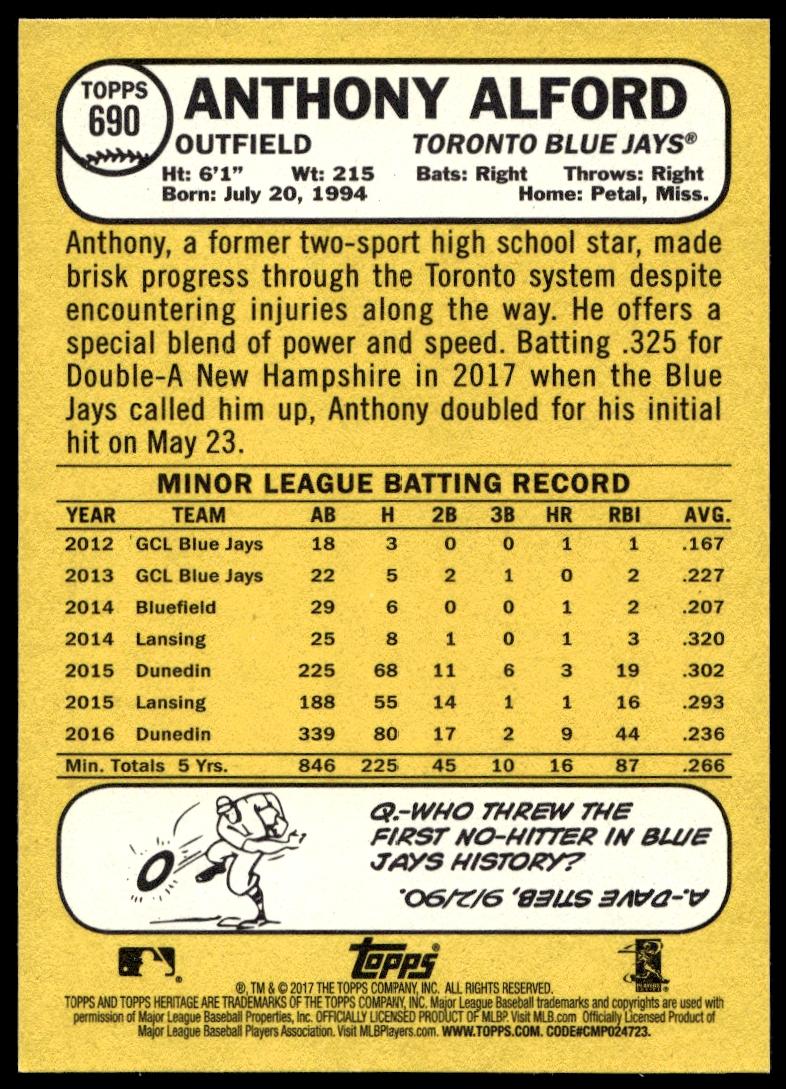 TOPPS
690
ANTHONY ALFORD
OUTFIELD TORONTO BLUE JAYS®
Ht: 6'1" Wt: 215 Bats: Right Throws: Right
Born: July 20, 1994 Home: Petal, Miss.
Anthony, a former two-sport high school star, made
brisk progress through the Toronto system despite
encountering injuries along the way. He offers a
special blend of power and speed. Batting .325 for
Double-A New Hampshire in 2017 when the Blue
Jays called him up, Anthony doubled for his initial
hit on May 23.
MINOR LEAGUE BATTING RECORD
YEAR TEAM AB H 2B 3B HR RBI AVG.
2012 GCL Blue Jays 18 3 0 0 1 1 .167
2013 GCL Blue Jays 22 5 2 1 0 2 .227
2014 Bluefield 29 6 0 0 1 2 .207
2014 Lansing 25 8 1 0 1 3 .320
2015 Dunedin 225 68 11 6 3 19 .302
2015 Lansing 188 55 14 1 1 16 .293
2016 Dunedin 339 80 17 2 9 44 .236
Min. Totals 5 Yrs. 846 225 45 10 16 87 .266
Q.-WHO THREW THE
FIRST NO-HITTER IN BLUE
JAYS HISTORY?
A.-DAVE STIEB, 9/2/90.
Topps®
®, TM & © 2017 THE TOPPS COMPANY, INC. ALL RIGHTS RESERVED.
TOPPS AND TOPPS HERITAGE ARE TRADEMARKS OF THE TOPPS COMPANY, INC. Major League Baseball trademarks and copyrights are used with
permission of Major League Baseball Properties, Inc. OFFICIALLY LICENSED PRODUCT OF MLBP. Visit MLB.com Officially Licensed Product of
Major League Baseball Players Association. Visit MLBPlayers.com. WWW.TOPPS.COM. CODE#CMP024723.